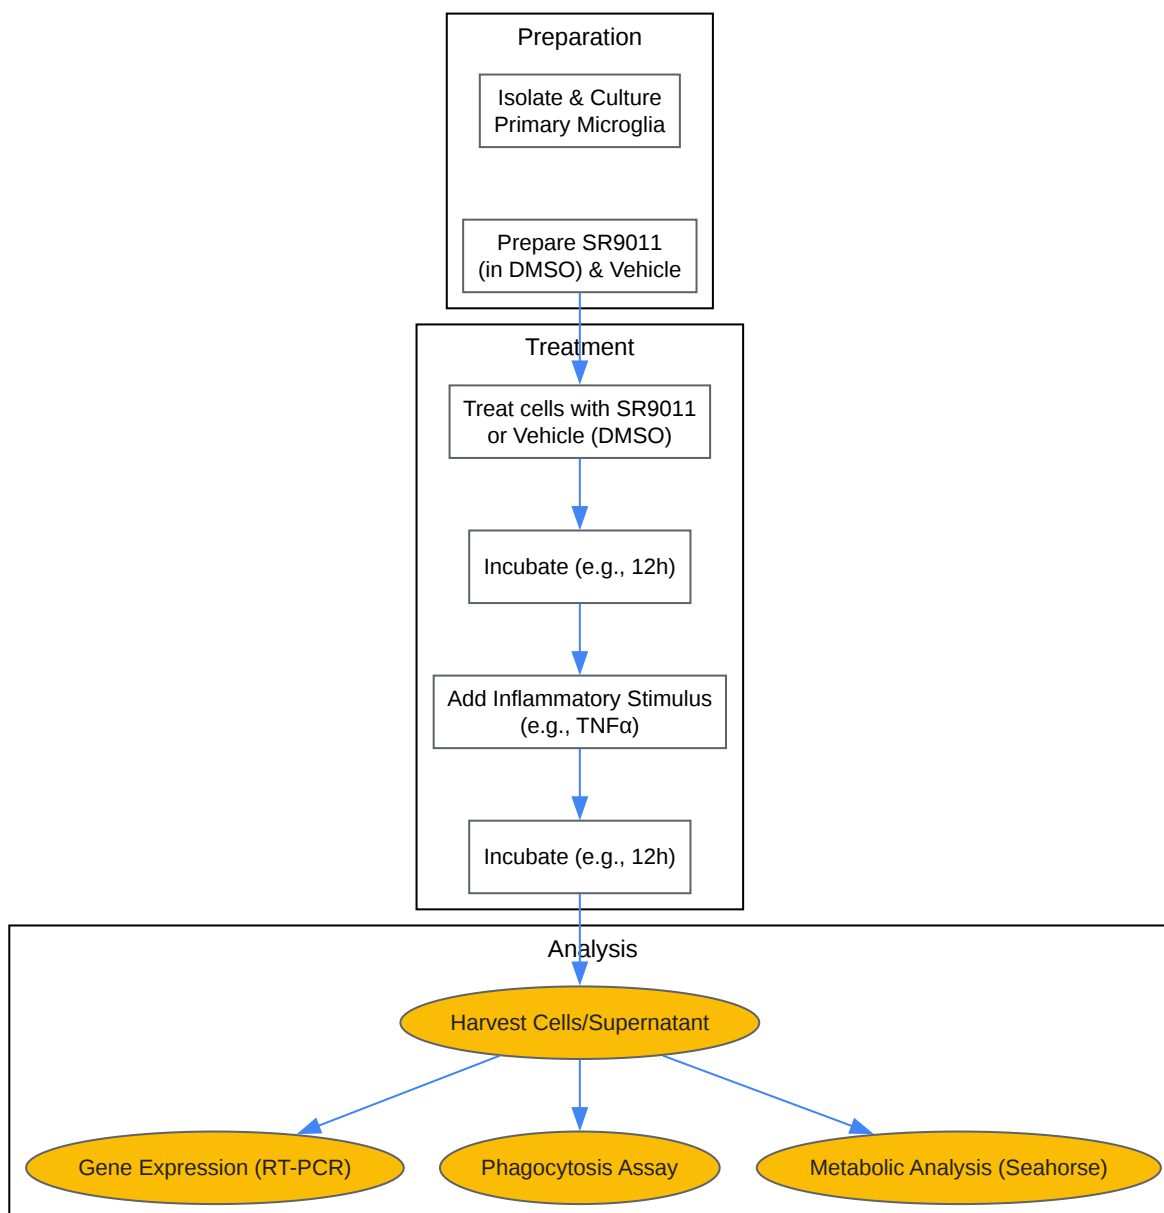 Preparation
Isolate & Culture
Primary Microglia
Prepare SR9011
(in DMSO) & Vehicle
Treatment
Treat cells with SR9011
or Vehicle (DMSO)
Incubate (e.g., 12h)
Add Inflammatory Stimulus
(e.g., TNFα)
Incubate (e.g., 12h)
Analysis
Harvest Cells/Supernatant
Gene Expression (RT-PCR)
Phagocytosis Assay
Metabolic Analysis (Seahorse)